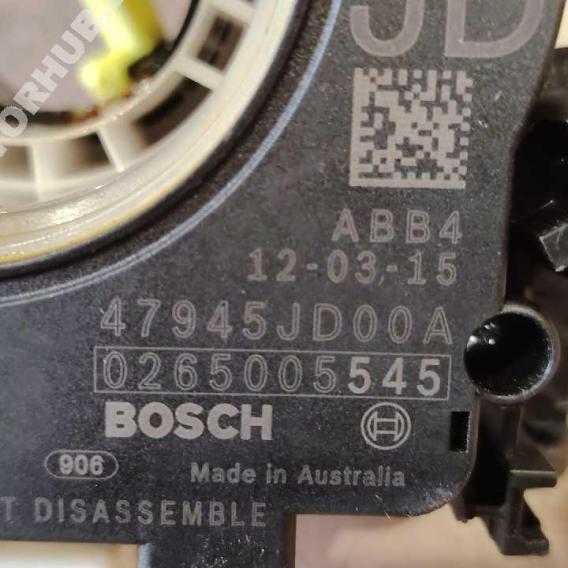 JD
ABB4
12-03-15
47945JD00A
0265005545
BOSCH
906
Made in Australia
T DISASSEMBLE